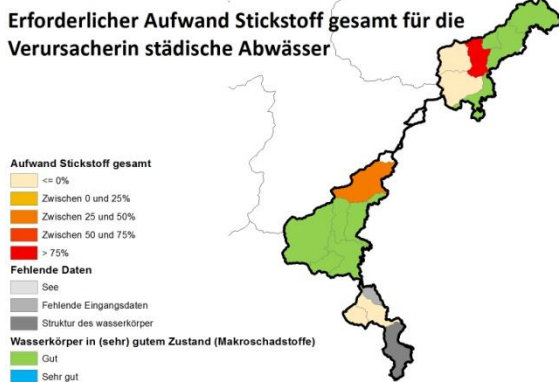 Erforderlicher Aufwand Stickstoff gesamt für die
Verursacherin städische Abwässer
Aufwand Stickstoff gesamt
<= 0%
Zwischen 0 und 25%
Zwischen 25 und 50%
Zwischen 50 und 75%
> 75%
Fehlende Daten
See
Fehlende Eingangsdaten
Struktur des wasserkörper
Wasserkörper in (sehr) gutem Zustand (Makroschadstoffe)
Gut
Sehr gut